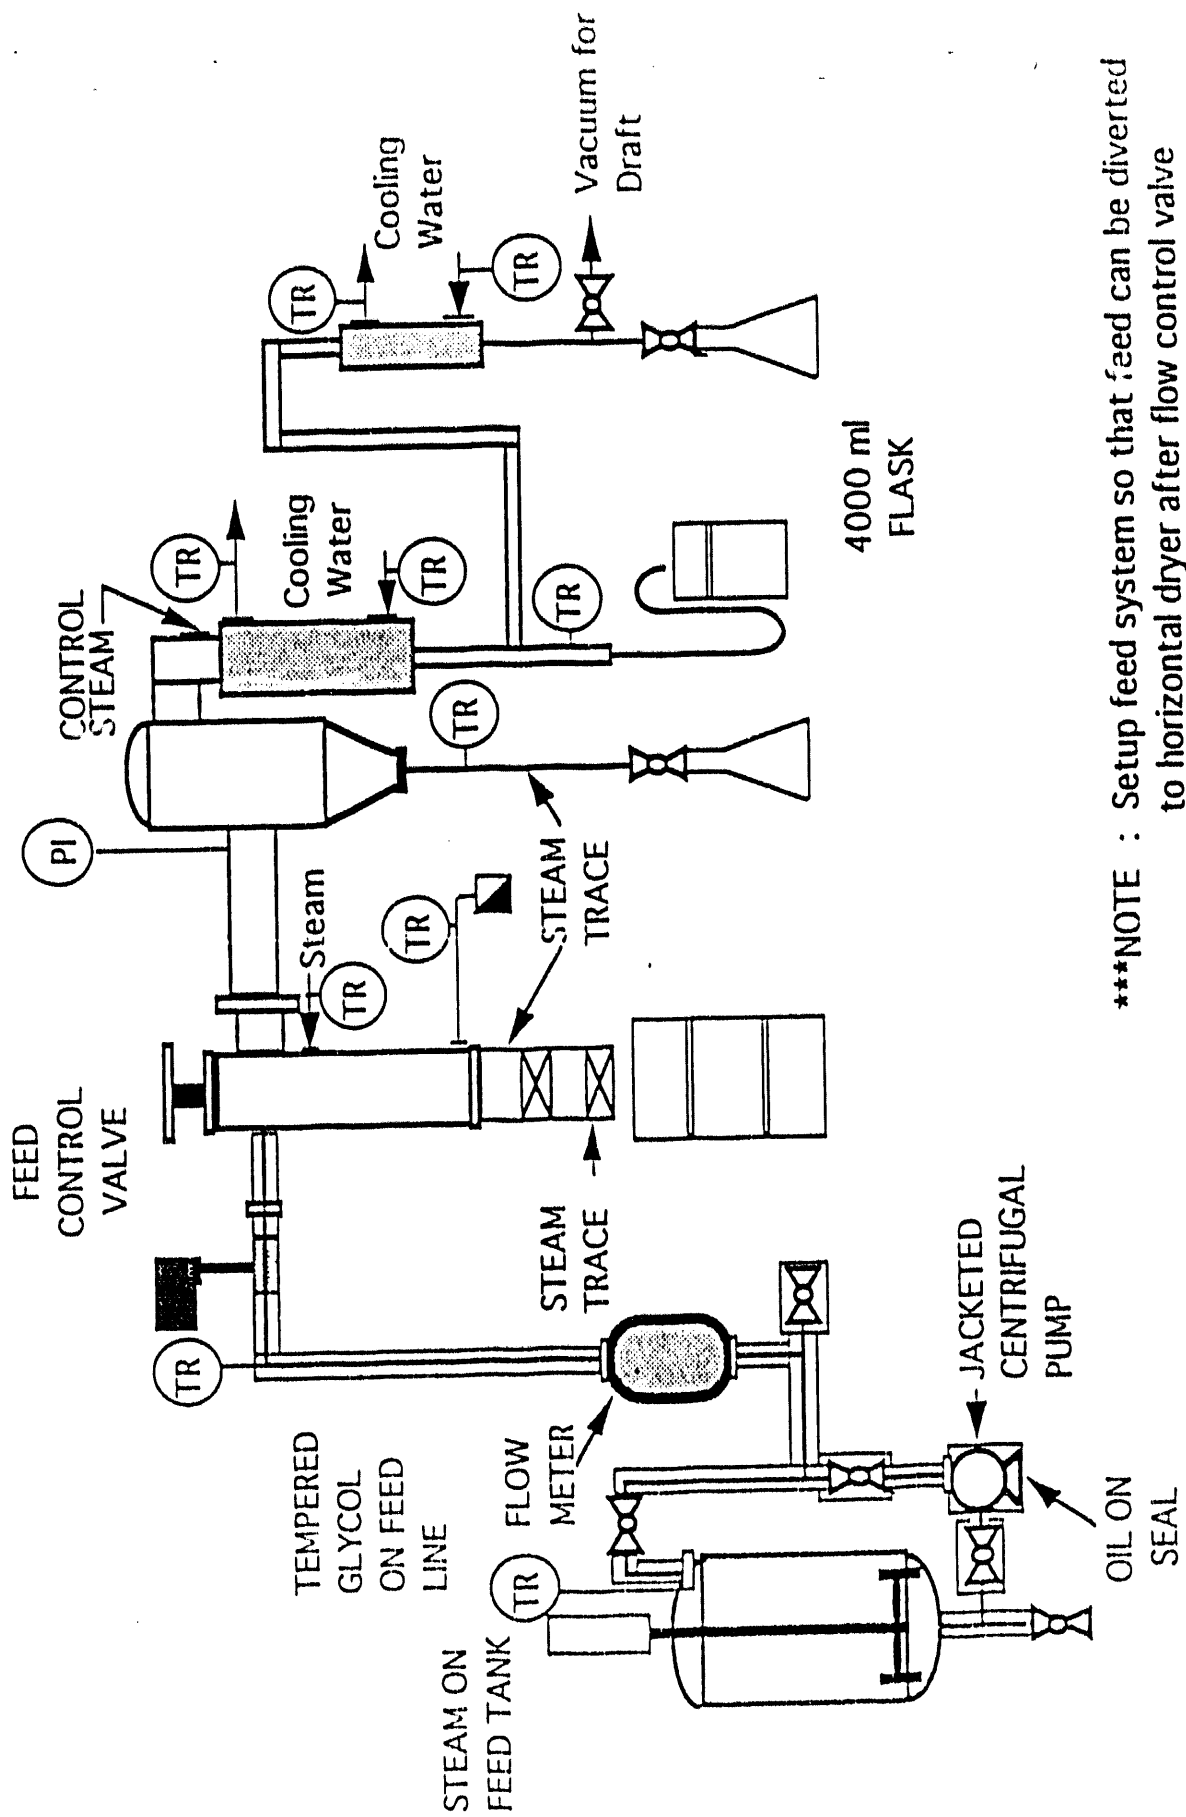 FEED
CONTROL
VALVE
PI
CONTROL
STEAM
TR
Cooling
Water
TR
TR
Cooling
Water
TR
Vacuum for
Draft
TR
Steam
TR
TR
TR
STEAM
TRACE
STEAM
TRACE
4000 ml
FLASK
TR
TEMPERED
GLYCOL
ON FEED
LINE
FLOW
METER
TR
STEAM ON
FEED TANK
JACKETED
CENTRIFUGAL
PUMP
OIL ON
SEAL
***NOTE : Setup feed system so that feed can be diverted
to horizontal dryer after flow control valve